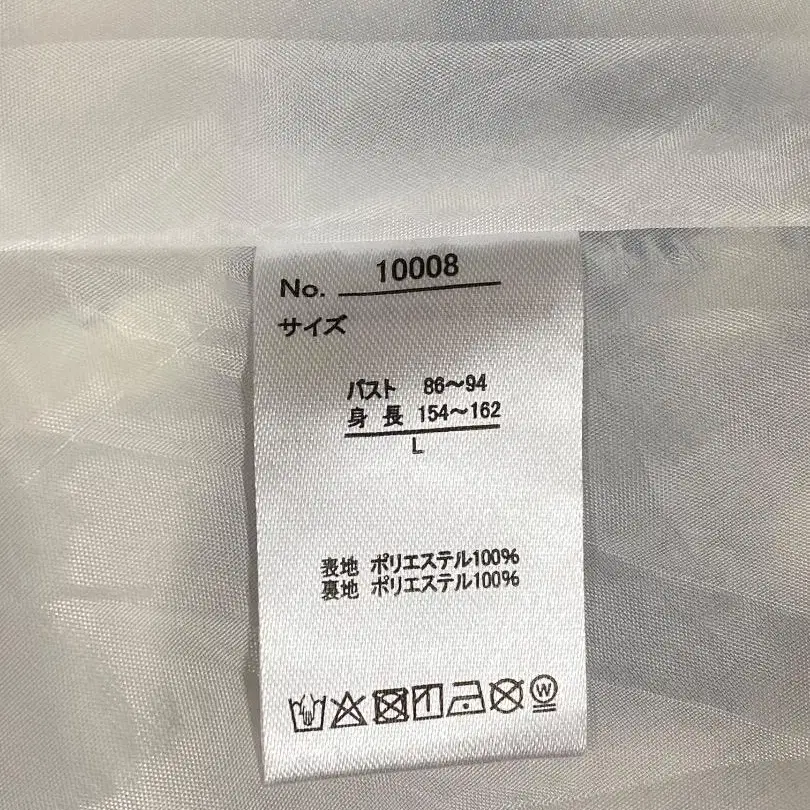 No. 10008
サイズ
バスト 86～94
身 長 154～162
L
表地 ポリエステル100%
裏地 ポリエステル100%
W